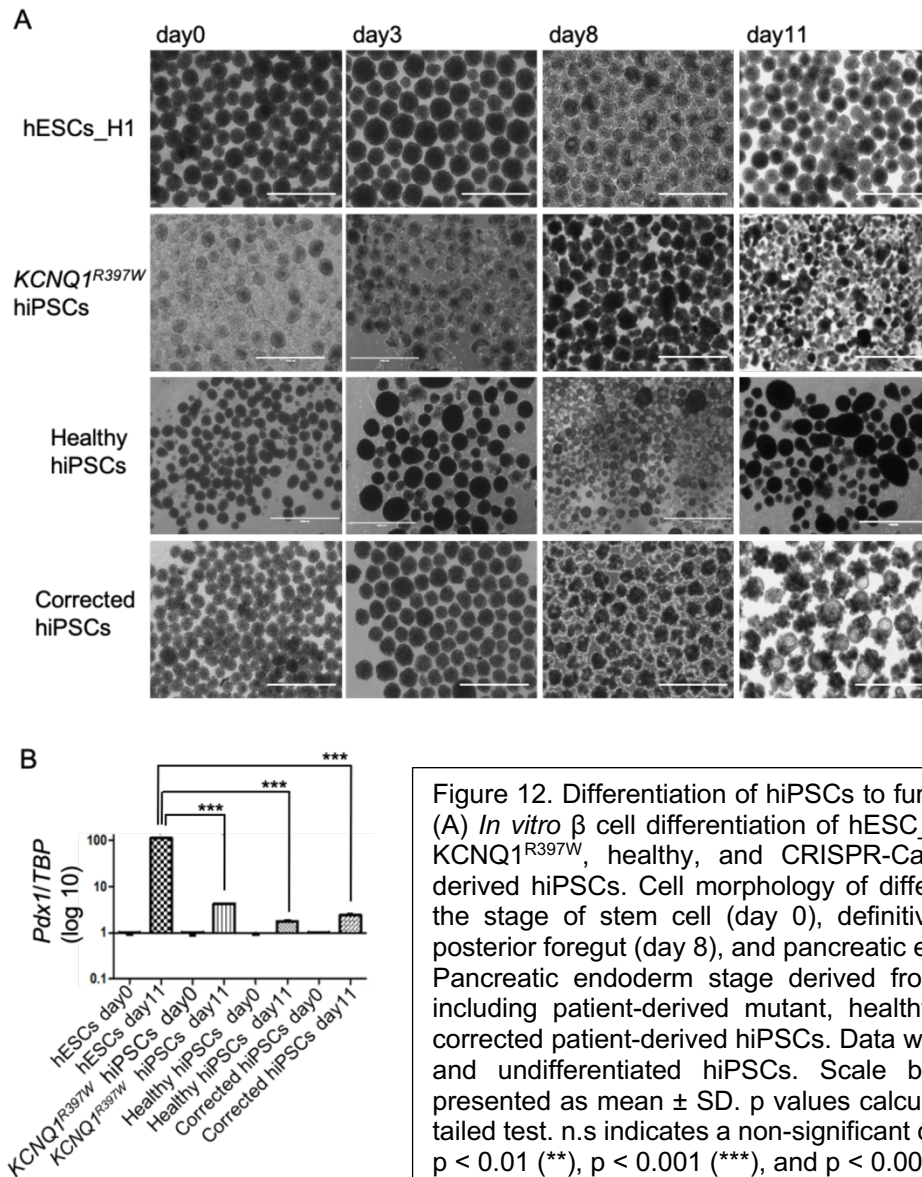 A
day0 day3 day8 day11
hESCs_H1
KCNQ1R397W
hiPSCs
Healthy
hiPSCs
Corrected
hiPSCs
B
***
***
***
Pdx1/TBP
(log 10)
100
10
1
0.1
hESCs day0
hESCs day11
KCNQ1R397W hiPSCs day0
KCNQ1R397W hiPSCs day11
Healthy hiPSCs day0
Healthy hiPSCs day11
Corrected hiPSCs day0
Corrected hiPSCs day11
Figure 12. Differentiation of hiPSCs to fun
(A) In vitro β cell differentiation of hESC_
KCNQ1R397W, healthy, and CRISPR-Ca
derived hiPSCs. Cell morphology of differ
the stage of stem cell (day 0), definitiv
posterior foregut (day 8), and pancreatic e
Pancreatic endoderm stage derived fro
including patient-derived mutant, health
corrected patient-derived hiPSCs. Data w
and undifferentiated hiPSCs. Scale b
presented as mean ± SD. p values calcu
tailed test. n.s indicates a non-significant
p < 0.01 (**), p < 0.001 (***), and p < 0.00